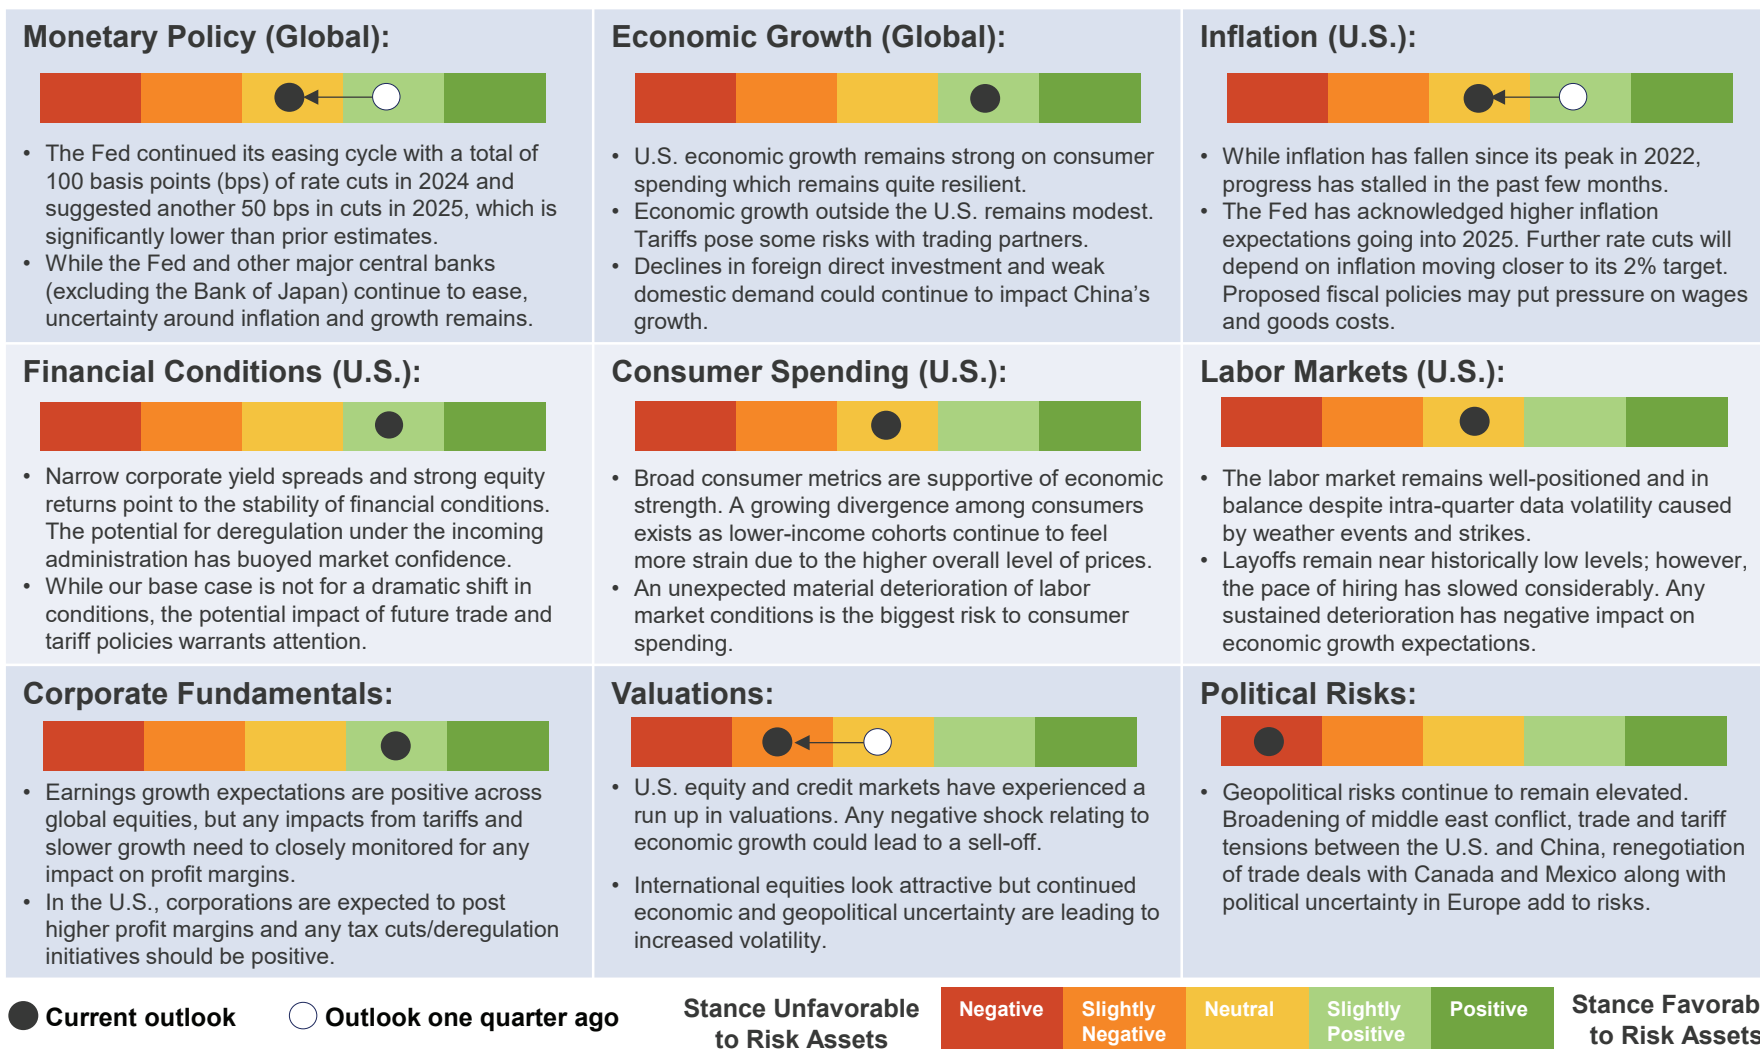 Monetary Policy (Global):
• The Fed continued its easing cycle with a total of
100 basis points (bps) of rate cuts in 2024 and
suggested another 50 bps in cuts in 2025, which is
significantly lower than prior estimates.
• While the Fed and other major central banks
(excluding the Bank of Japan) continue to ease,
uncertainty around inflation and growth remains.
Economic Growth (Global):
• U.S. economic growth remains strong on consumer
spending which remains quite resilient.
• Economic growth outside the U.S. remains modest.
Tariffs pose some risks with trading partners.
• Declines in foreign direct investment and weak
domestic demand could continue to impact China’s
growth.
Inflation (U.S.):
• While inflation has fallen since its peak in 2022,
progress has stalled in the past few months.
• The Fed has acknowledged higher inflation
expectations going into 2025. Further rate cuts will
depend on inflation moving closer to its 2% target.
Proposed fiscal policies may put pressure on wages
and goods costs.
Financial Conditions (U.S.):
• Narrow corporate yield spreads and strong equity
returns point to the stability of financial conditions.
The potential for deregulation under the incoming
administration has buoyed market confidence.
• While our base case is not for a dramatic shift in
conditions, the potential impact of future trade and
tariff policies warrants attention.
Consumer Spending (U.S.):
• Broad consumer metrics are supportive of economic
strength. A growing divergence among consumers
exists as lower-income cohorts continue to feel
more strain due to the higher overall level of prices.
• An unexpected material deterioration of labor
market conditions is the biggest risk to consumer
spending.
Labor Markets (U.S.):
• The labor market remains well-positioned and in
balance despite intra-quarter data volatility caused
by weather events and strikes.
• Layoffs remain near historically low levels; however,
the pace of hiring has slowed considerably. Any
sustained deterioration has negative impact on
economic growth expectations.
Corporate Fundamentals:
• Earnings growth expectations are positive across
global equities, but any impacts from tariffs and
slower growth need to closely monitored for any
impact on profit margins.
• In the U.S., corporations are expected to post
higher profit margins and any tax cuts/deregulation
initiatives should be positive.
Valuations:
• U.S. equity and credit markets have experienced a
run up in valuations. Any negative shock relating to
economic growth could lead to a sell-off.
• International equities look attractive but continued
economic and geopolitical uncertainty are leading to
increased volatility.
Political Risks:
• Geopolitical risks continue to remain elevated.
Broadening of middle east conflict, trade and tariff
tensions between the U.S. and China, renegotiation
of trade deals with Canada and Mexico along with
political uncertainty in Europe add to risks.
Current outlook
Outlook one quarter ago
Stance Unfavorable
to Risk Assets
Negative
Slightly
Negative
Neutral
Slightly
Positive
Positive
Stance Favorab
to Risk Assets